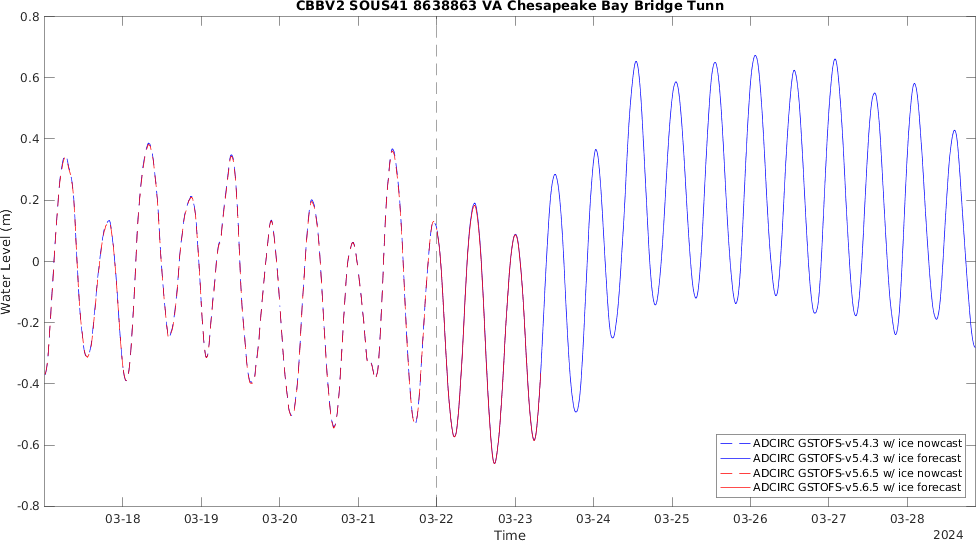 CBBV2 SOUS41 8638863 VA Chesapeake Bay Bridge Tunn
0.8
0.6
0.4
0.2
0
-0.2
-0.4
-0.6
-0.8
Water Level (m)
ADCIRC GSTOFS-v5.4.3 w/ ice nowcast
ADCIRC GSTOFS-v5.4.3 w/ ice forecast
ADCIRC GSTOFS-v5.6.5 w/ ice nowcast
ADCIRC GSTOFS-v5.6.5 w/ ice forecast
03-18 03-19 03-20 03-21 03-22 03-23 03-24 03-25 03-26 03-27 03-28
Time
2024